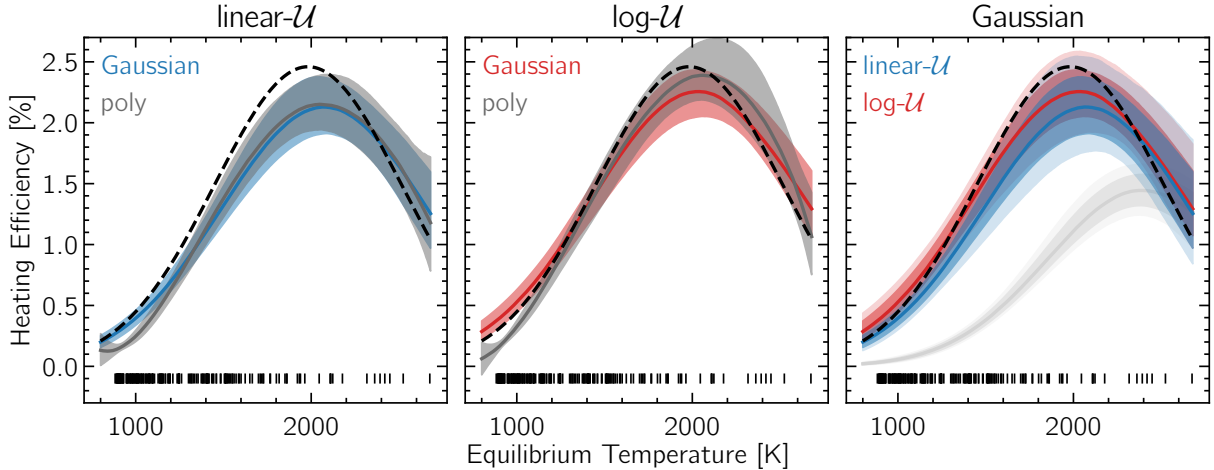 linear-𝒰
log-𝒰
Gaussian
Heating Efficiency [%]
2.5
2.0
1.5
1.0
0.5
0.0
Gaussian
poly
Gaussian
poly
linear-𝒰
log-𝒰
1000
2000
1000
2000
1000
2000
Equilibrium Temperature [K]